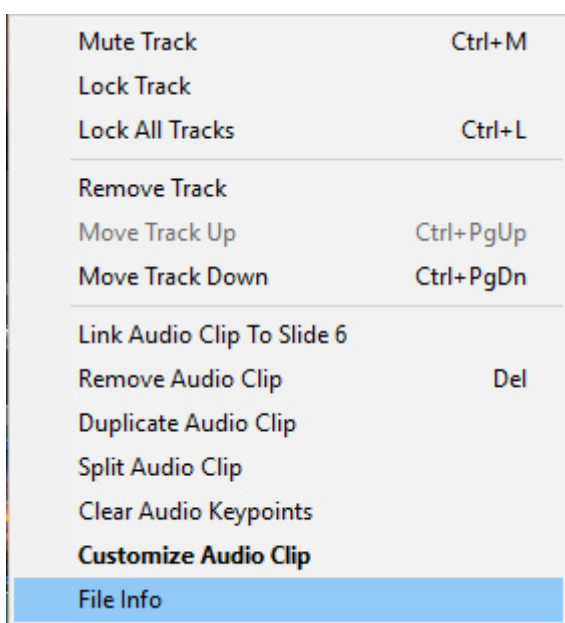 Mute Track Ctrl+M
Lock Track
Lock All Tracks Ctrl+L
Remove Track
Move Track Up Ctrl+PgUp
Move Track Down Ctrl+PgDn
Link Audio Clip To Slide 6
Remove Audio Clip Del
Duplicate Audio Clip
Split Audio Clip
Clear Audio Keypoints
Customize Audio Clip
File Info